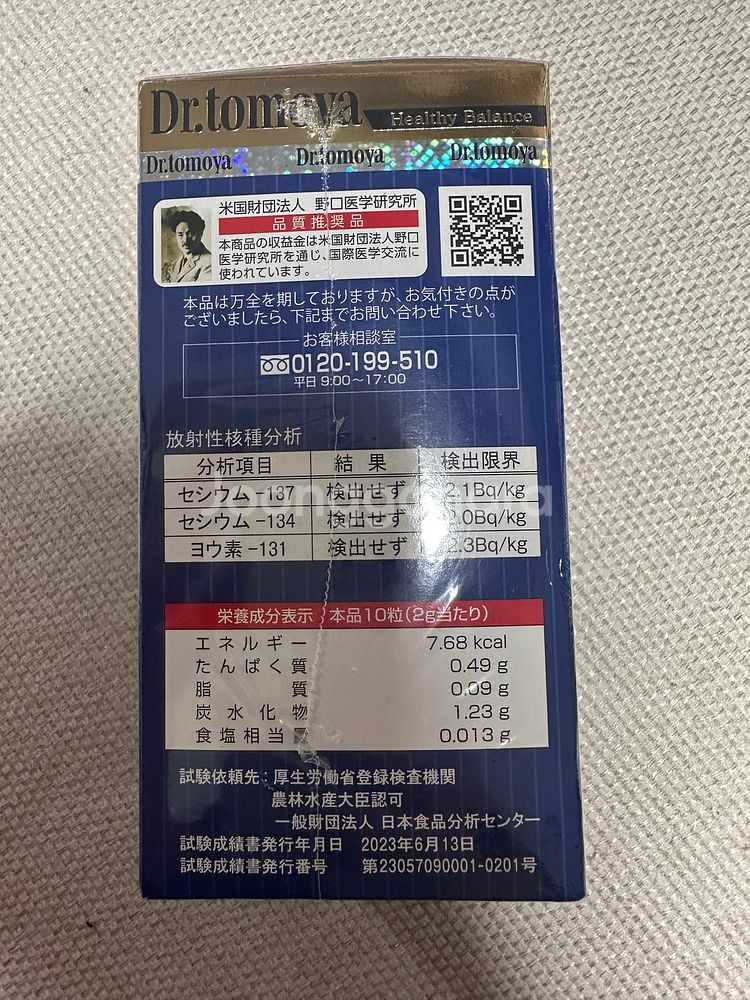 Dr.tomoya Healthy Balance
Dr.tomoya Dr.tomoya Dr.tomoya
米国財団法人 野口医学研究所
品質推奨品
本商品の収益金は米国財団法人野口
医学研究所を通じ、国際医学交流に
使われています。
本品は万全を期しておりますが、お気付きの点が
ございましたら、下記までお問い合わせ下さい。
お客様相談室
0120-199-510
平日 9:00～17:00
放射性核種分析
分析項目 結果 検出限界
セシウム-137 検出せず 2.1Bq/kg
セシウム-134 検出せず .0Bq/kg
ヨウ素-131 検出せず 2.3Bq/kg
Joonggonara
栄養成分表示 本品10粒(2g当たり)
エネルギー 7.68 kcal
たんぱく質 0.49 g
脂質 0.09 g
炭水化物 1.23 g
食塩相当量 0.013 g
試験依頼先:厚生労働省登録検査機関
農林水産大臣認可
一般財団法人 日本食品分析センター
試験成績書発行年月日 2023年6月13日
試験成績書発行番号 第23057090001-0201号